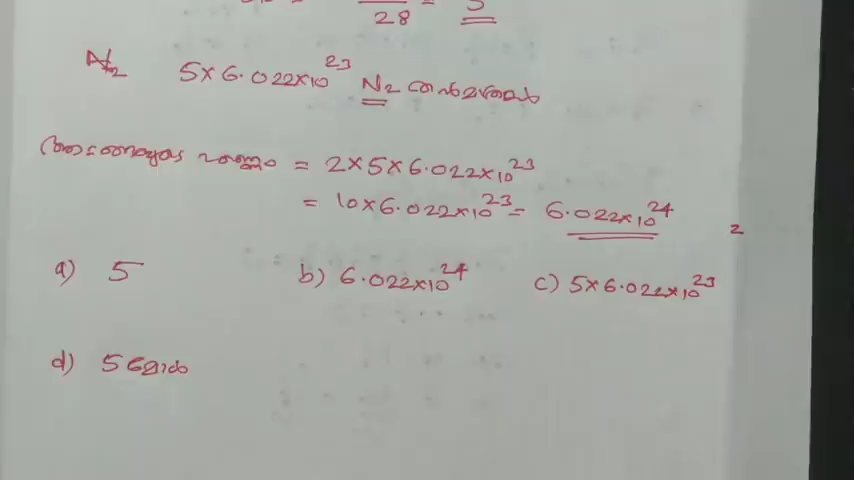 28 = 5
N₂ 5×6.022×10²³ N₂ തന്മാത്രകൾ
ആറ്റങ്ങളുടെ എണ്ണം = 2×5×6.022×10²³
= 10×6.022×10²³ = 6.022×10²⁴
a) 5 b) 6.022×10²⁴ c) 5×6.022×10²³
d) 5 മോൾ